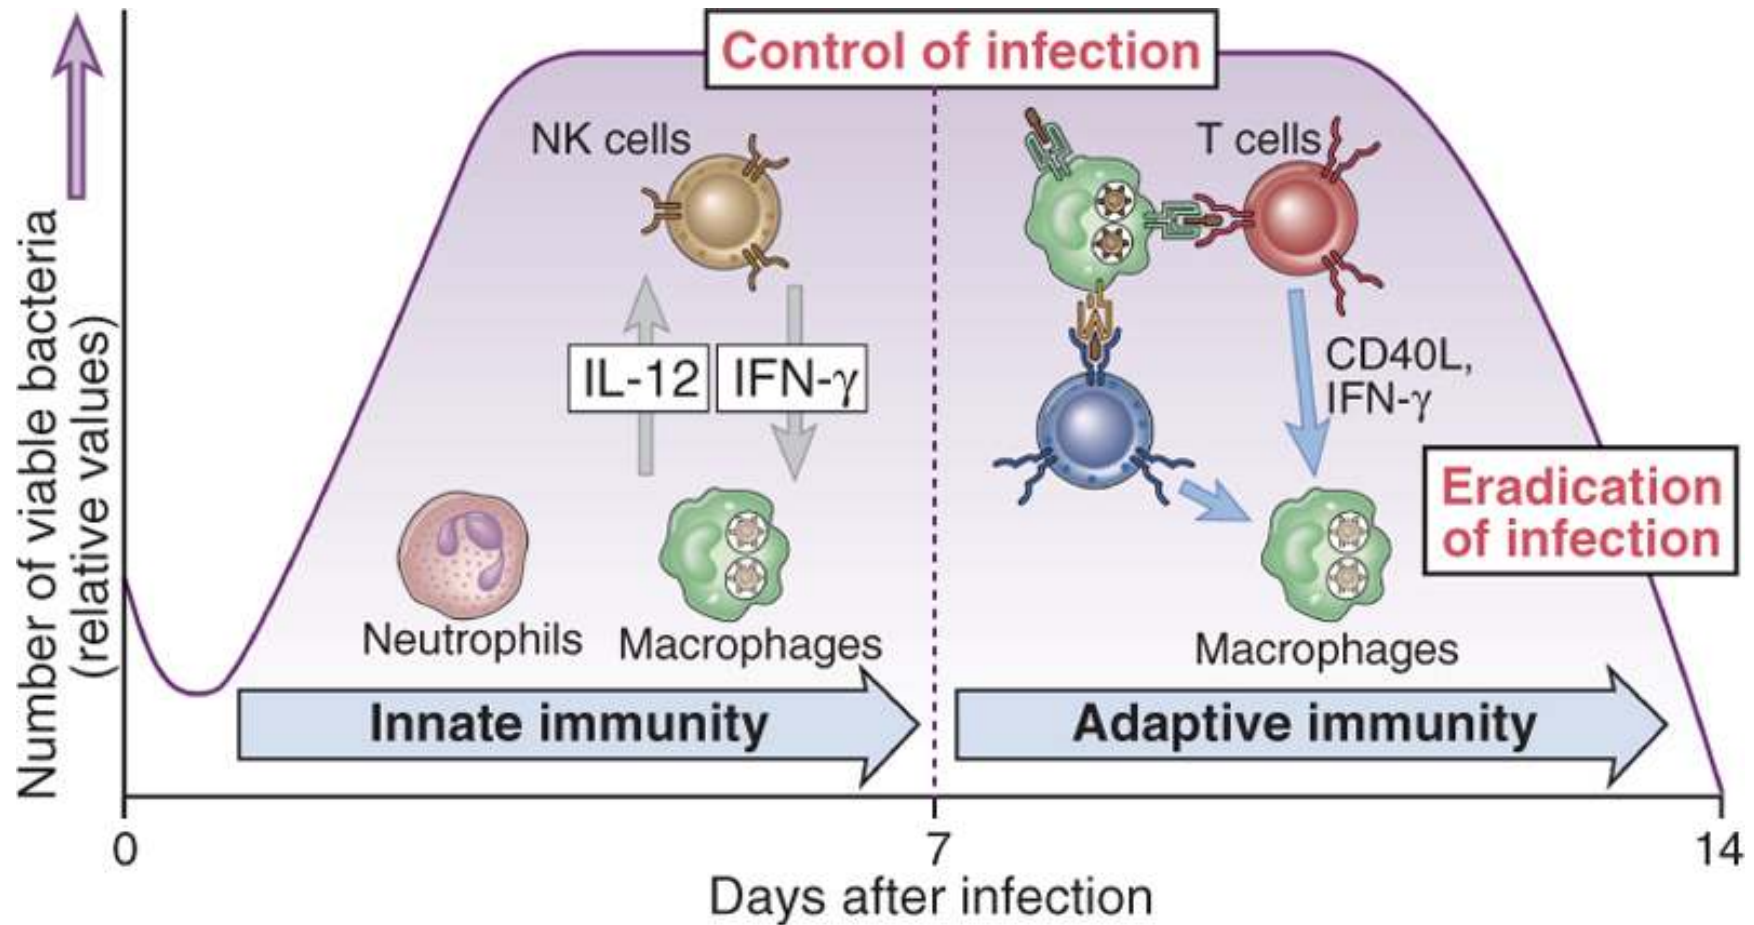 Control of infection
NK cells
T cells
IL-12
IFN-γ
CD40L,
IFN-γ
Eradication
of infection
Neutrophils
Macrophages
Macrophages
Innate immunity
Adaptive immunity
Number of viable bacteria
(relative values)
0
7
14
Days after infection